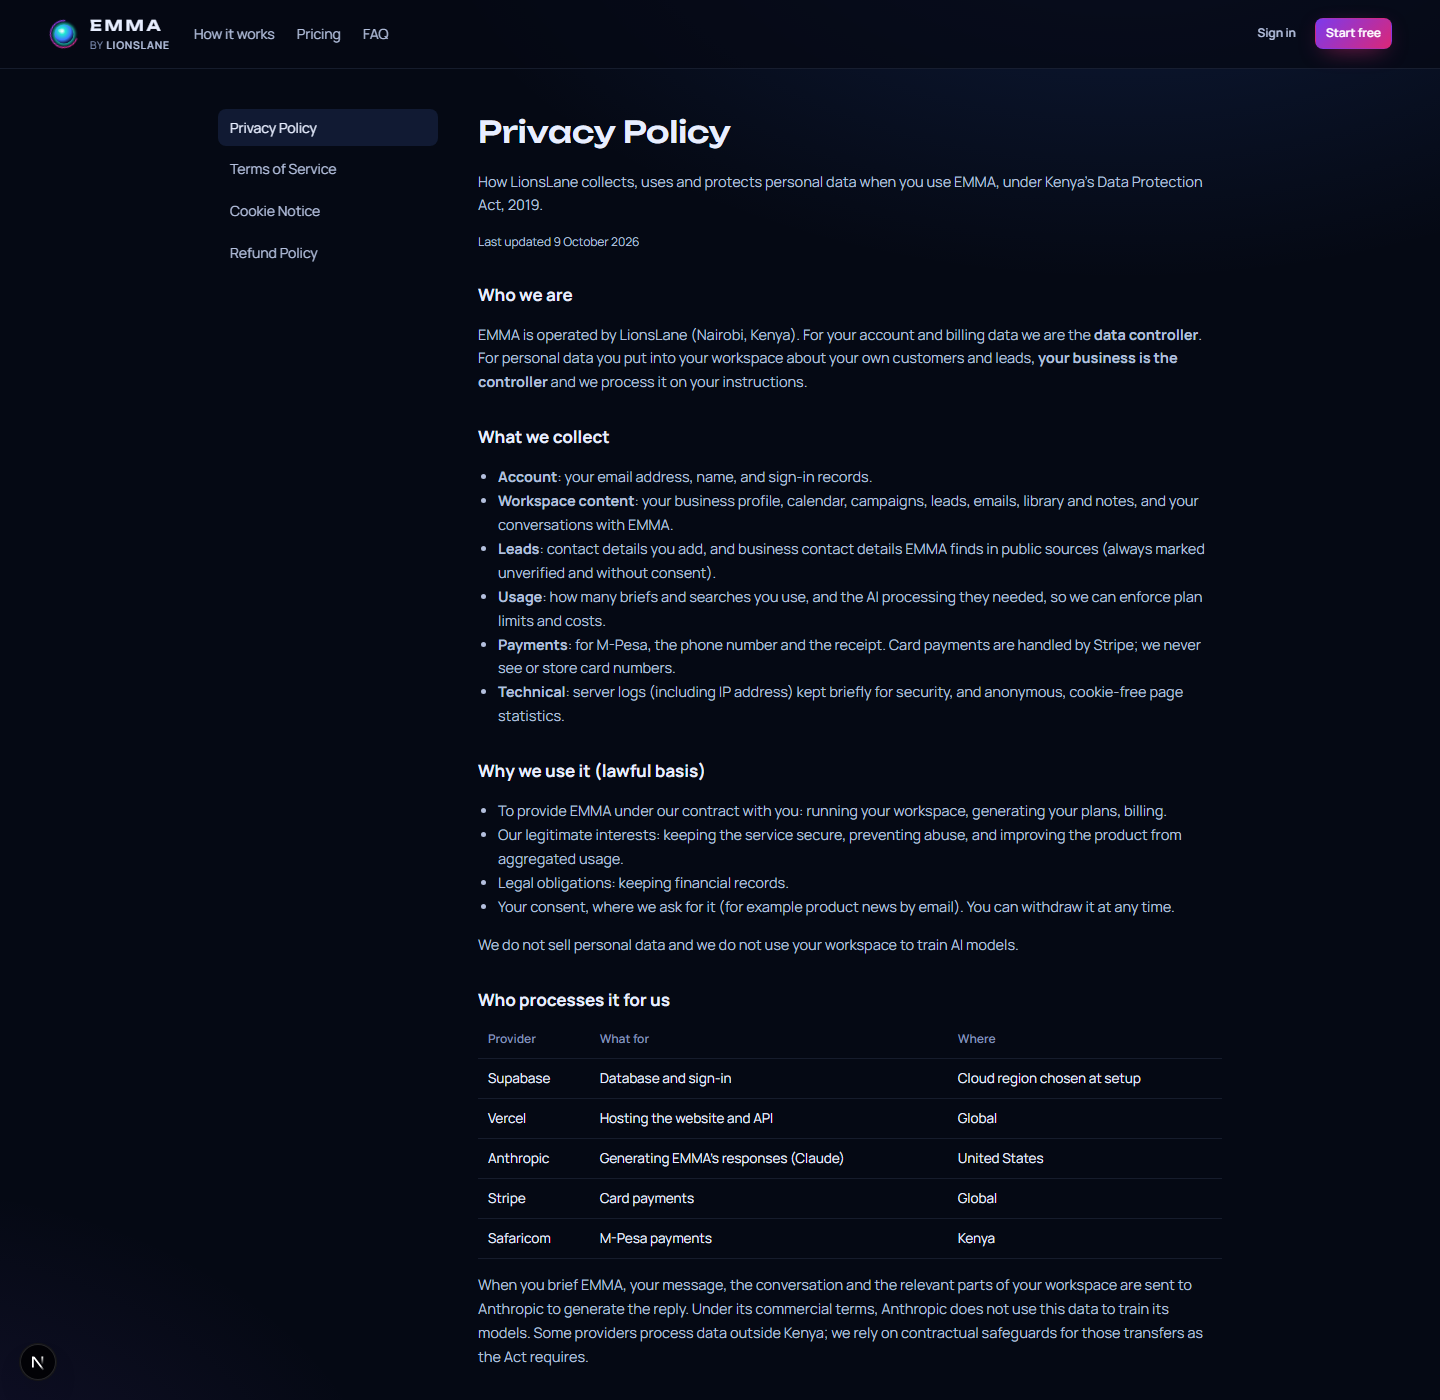 EMMA
BY LIONSLANE
How it works
Pricing
FAQ
Sign in
Start free
Privacy Policy
Terms of Service
Cookie Notice
Refund Policy
Privacy Policy
How LionsLane collects, uses and protects personal data when you use EMMA, under Kenya's Data Protection
Act, 2019.
Last updated 9 October 2026
Who we are
EMMA is operated by LionsLane (Nairobi, Kenya). For your account and billing data we are the data controller.
For personal data you put into your workspace about your own customers and leads, your business is the
controller and we process it on your instructions.
What we collect
• Account: your email address, name, and sign-in records.
• Workspace content: your business profile, calendar, campaigns, leads, emails, library and notes, and your
conversations with EMMA.
• Leads: contact details you add, and business contact details EMMA finds in public sources (always marked
unverified and without consent).
• Usage: how many briefs and searches you use, and the AI processing they needed, so we can enforce plan
limits and costs.
• Payments: for M-Pesa, the phone number and the receipt. Card payments are handled by Stripe; we never
see or store card numbers.
• Technical: server logs (including IP address) kept briefly for security, and anonymous, cookie-free page
statistics.
Why we use it (lawful basis)
• To provide EMMA under our contract with you: running your workspace, generating your plans, billing.
• Our legitimate interests: keeping the service secure, preventing abuse, and improving the product from
aggregated usage.
• Legal obligations: keeping financial records.
• Your consent, where we ask for it (for example product news by email). You can withdraw it at any time.
We do not sell personal data and we do not use your workspace to train AI models.
Who processes it for us
Provider What for Where
Supabase Database and sign-in Cloud region chosen at setup
Vercel Hosting the website and API Global
Anthropic Generating EMMA's responses (Claude) United States
Stripe Card payments Global
Safaricom M-Pesa payments Kenya
When you brief EMMA, your message, the conversation and the relevant parts of your workspace are sent to
Anthropic to generate the reply. Under its commercial terms, Anthropic does not use this data to train its
models. Some providers process data outside Kenya; we rely on contractual safeguards for those transfers as
the Act requires.
N